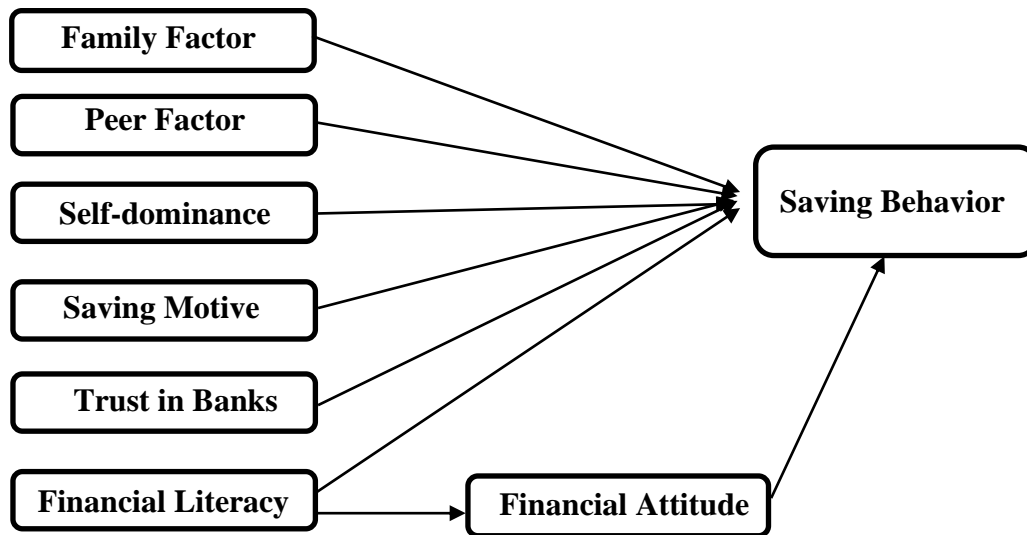 Family Factor
Peer Factor
Self-dominance
Saving Motive
Trust in Banks
Financial Literacy
Financial Attitude
Saving Behavior